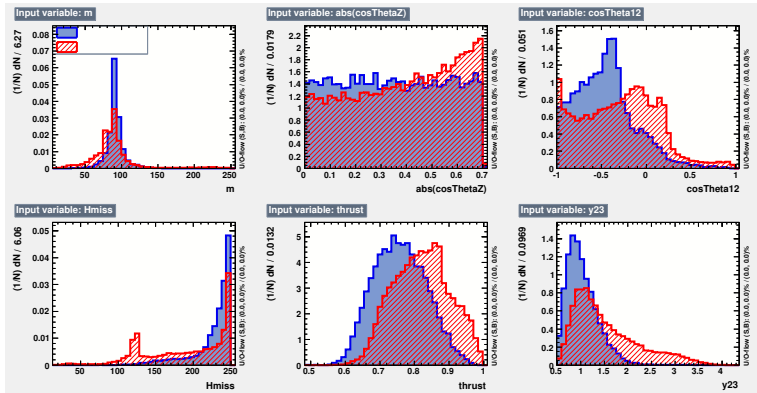 Input variable: m
(1/N) dN / 6.27
0.08
0.07
0.06
0.05
0.04
0.03
0.02
0.01
0
50 100 150 200 250
m
U/O-flow (S,B): (0.0, 0.0)% / (0.0, 0.0)%
Input variable: abs(cosThetaZ)
(1/N) dN / 0.0179
2.4
2.2
2
1.8
1.6
1.4
1.2
1
0.8
0.6
0.4
0.2
0
0 0.1 0.2 0.3 0.4 0.5 0.6 0.7
abs(cosThetaZ)
U/O-flow (S,B): (0.0, 0.0)% / (0.0, 0.0)%
Input variable: cosTheta12
(1/N) dN / 0.051
1.6
1.4
1.2
1
0.8
0.6
0.4
0.2
0
-1 -0.5 0 0.5 1
cosTheta12
U/O-flow (S,B): (0.0, 0.0)% / (0.0, 0.0)%
Input variable: Hmiss
(1/N) dN / 6.06
0.05
0.04
0.03
0.02
0.01
0
50 100 150 200 250
Hmiss
U/O-flow (S,B): (0.0, 0.0)% / (0.0, 0.0)%
Input variable: thrust
(1/N) dN / 0.0132
5
4
3
2
1
0
0.5 0.6 0.7 0.8 0.9 1
thrust
U/O-flow (S,B): (0.0, 0.0)% / (0.0, 0.0)%
Input variable: y23
(1/N) dN / 0.0969
1.4
1.2
1
0.8
0.6
0.4
0.2
0
0.5 1 1.5 2 2.5 3 3.5 4
y23
U/O-flow (S,B): (0.0, 0.0)% / (0.0, 0.0)%